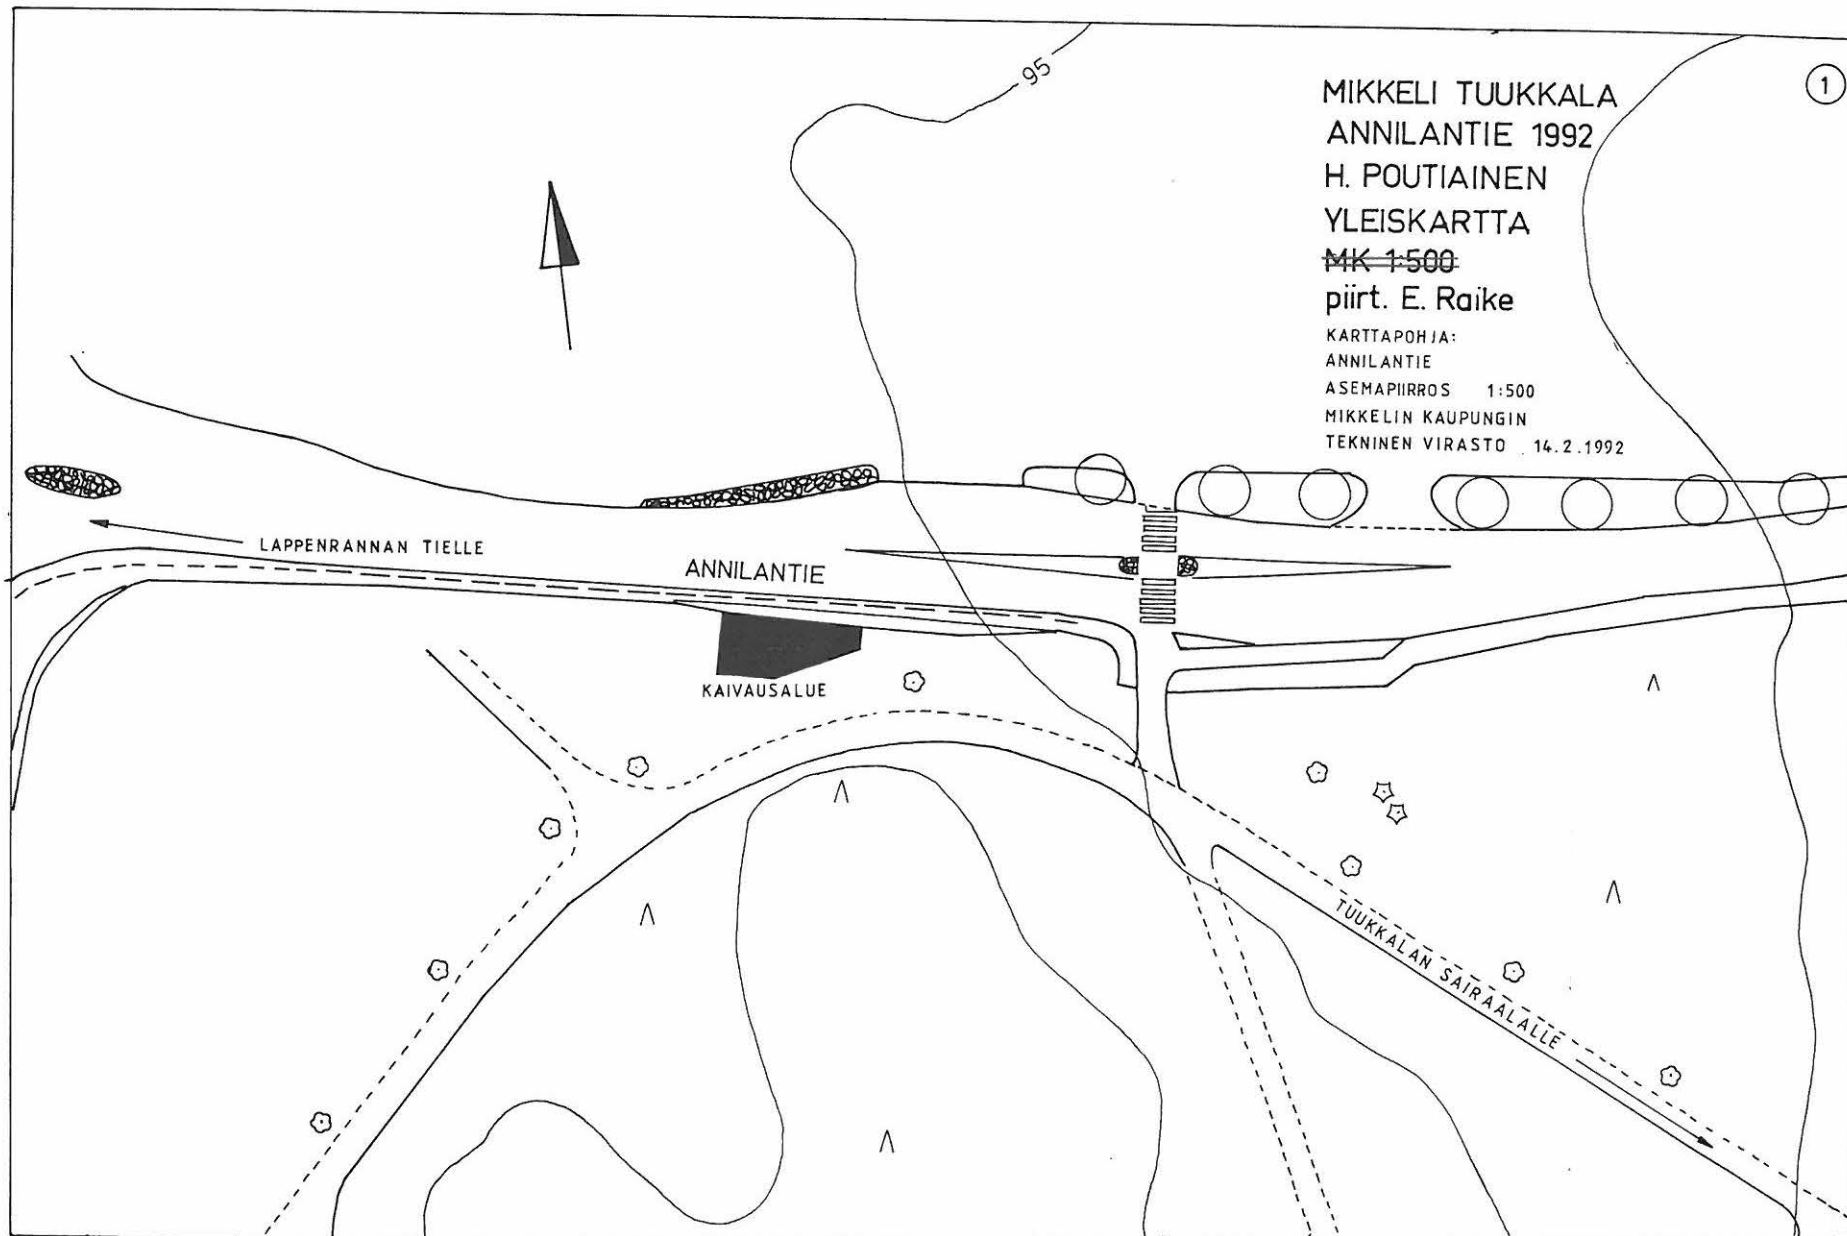 95
1
MIKKELI TUUKKALA
ANNILANTIE 1992
H. POUTIAINEN
YLEISKARTTA
MK 1:500
piirt. E. Raike
KARTTAPOHJA:
ANNILANTIE
ASEMAPIIRROS 1:500
MIKKELIN KAUPUNGIN
TEKNINEN VIRASTO 14.2.1992
LAPPENRANNAN TIELLE
ANNILANTIE
KAIVAUSALUE
TUUKKALAN SAIRAALALLE